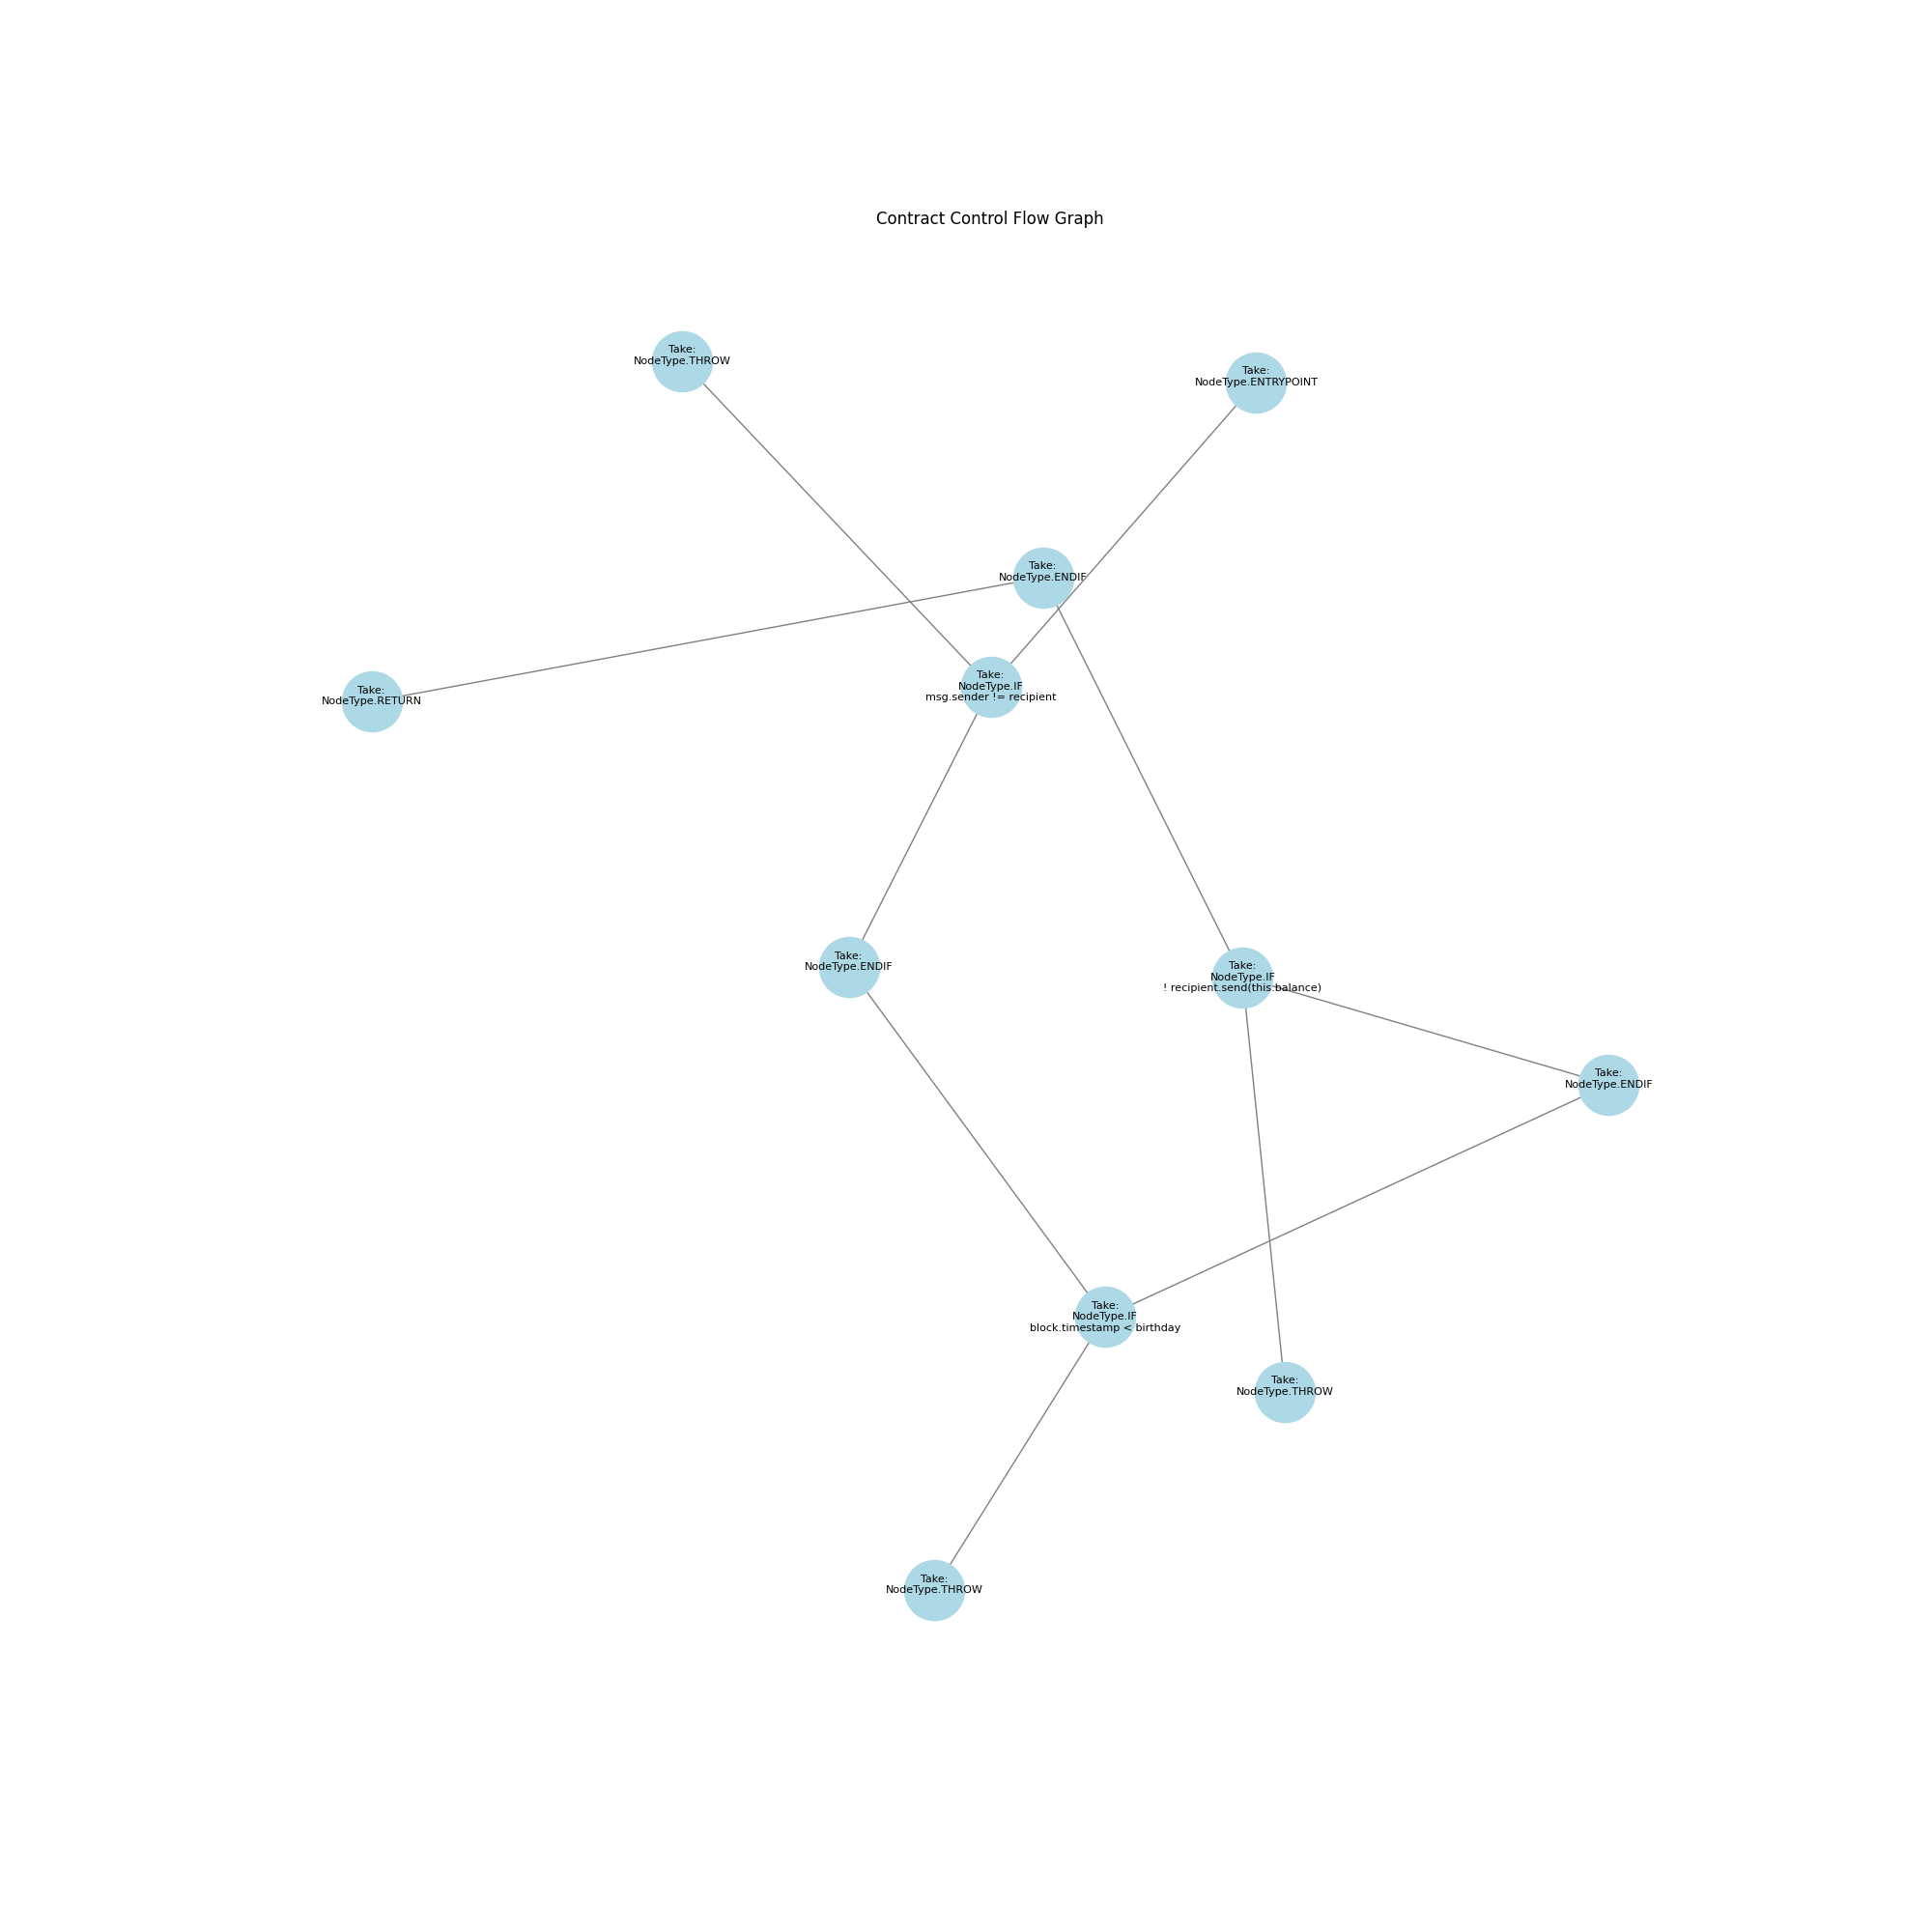 Contract Control Flow Graph
Take:
NodeType.THROW
Take:
NodeType.ENTRYPOINT
Take:
NodeType.ENDIF
Take:
NodeType.IF
msg.sender != recipient
Take:
NodeType.RETURN
Take:
NodeType.ENDIF
Take:
NodeType.IF
! recipient.send(this.balance)
Take:
NodeType.ENDIF
Take:
NodeType.IF
block.timestamp < birthday
Take:
NodeType.THROW
Take:
NodeType.THROW